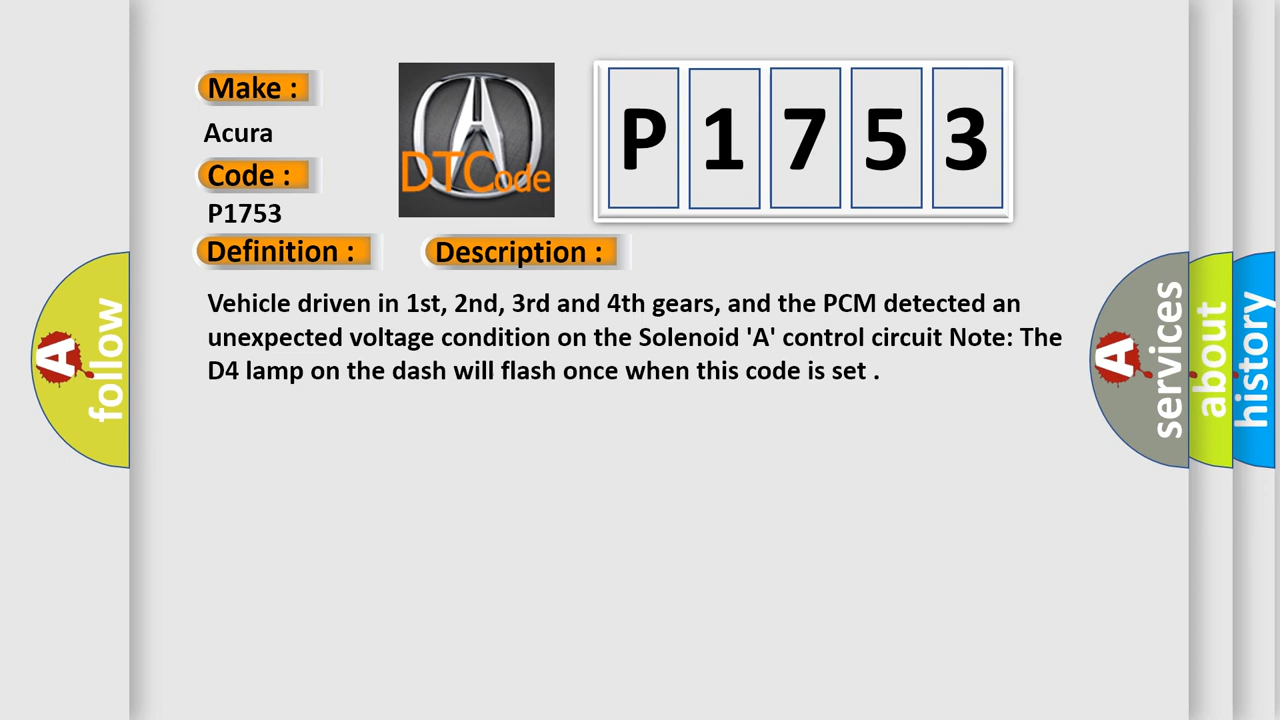 Make :
Acura
Code :
P1753
Definition :
Description :
Vehicle driven in 1st, 2nd, 3rd and 4th gears, and the PCM detected an
unexpected voltage condition on the Solenoid 'A' control circuit Note: The
D4 lamp on the dash will flash once when this code is set .
DTCode
P 1 7 5 3
A follow
A services
about
history